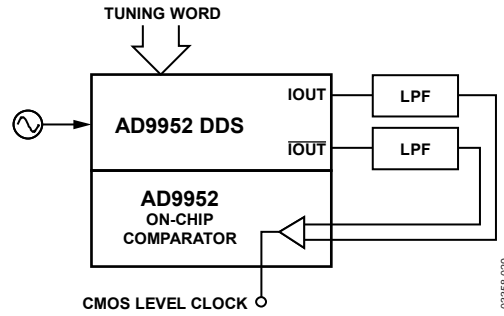 TUNING WORD
AD9952 DDS
IOUT
LPF
IOUT
LPF
AD9952
ON-CHIP
COMPARATOR
CMOS LEVEL CLOCK